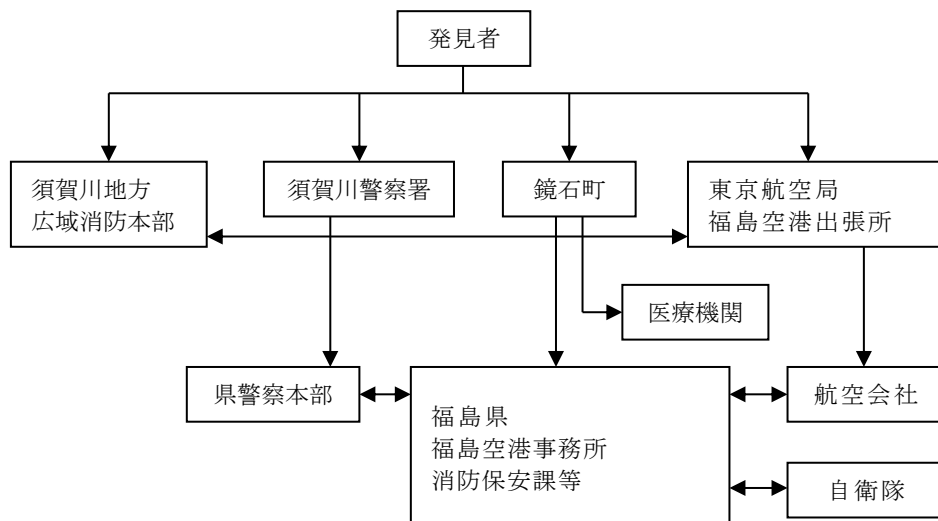 発見者
須賀川地方
広域消防本部
須賀川警察署
鏡石町
東京航空局
福島空港出張所
医療機関
県警察本部
福島県
福島空港事務所
消防保安課等
航空会社
自衛隊